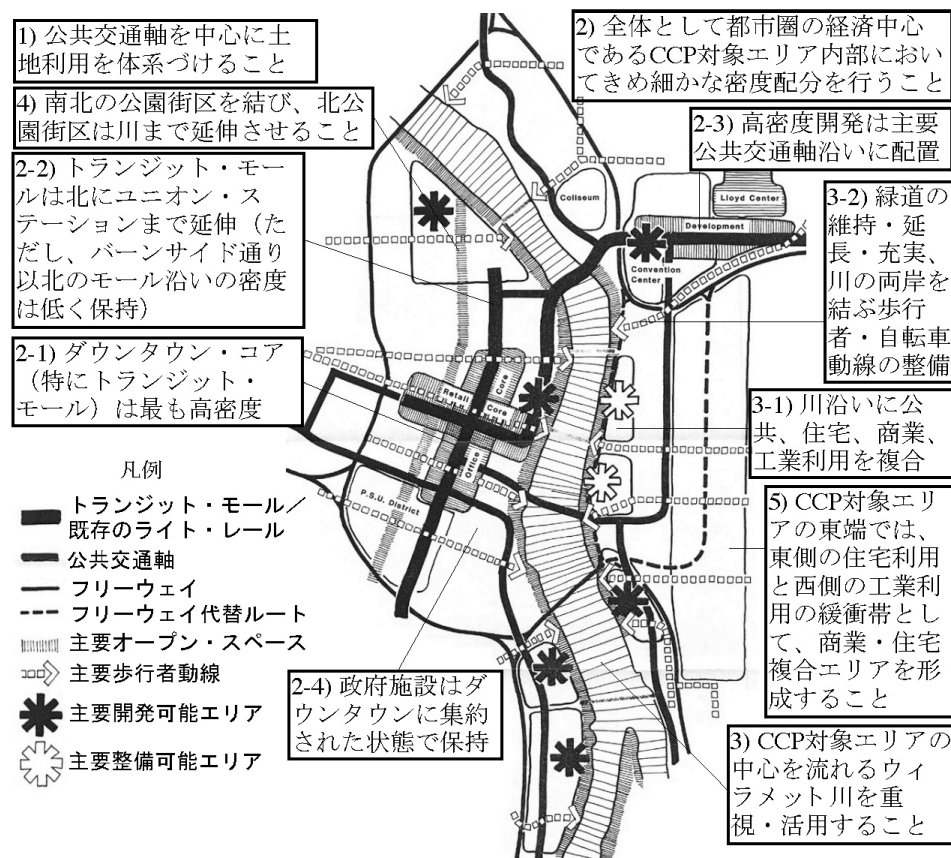 1) 公共交通軸を中心に土
地利用を体系づけること
4) 南北の公園街区を結び、北公
園街区は川まで延伸させること
2-2) トランジット・モー
ルは北にユニオン・ス
テーションまで延伸（た
だし、バーンサイド通り
以北のモール沿いの密度
は低く保持）
2-1) ダウンタウン・コア
（特にトランジット・
モール）は最も高密度
2) 全体として都市圏の経済中心
であるCCP対象エリア内部におい
てきめ細かな密度配分を行うこと
2-3) 高密度開発は主要
公共交通軸沿いに配置
3-2) 緑道の
維持・延
長・充実、
川の両岸を
結ぶ歩行
者・自転車
動線の整備
3-1) 川沿いに公
共、住宅、商業、
工業利用を複合
5) CCP対象エリ
アの東端では、
東側の住宅利用
と西側の工業利
用の緩衝帯とし
て、商業・住宅
複合エリアを形
成すること
3) CCP対象エリアの
中心を流れるウィ
ラメット川を重
視・活用すること
2-4) 政府施設はダ
ウンタウンに集約
された状態で保持
Coliseum
Lloyd Center
Development
Convention
Center
Core
Retail
Core
Office
P.S.U. District
凡例
トランジット・モール／
既存のライト・レール
公共交通軸
フリーウェイ
フリーウェイ代替ルート
主要オープン・スペース
主要歩行者動線
主要開発可能エリア
主要整備可能エリア